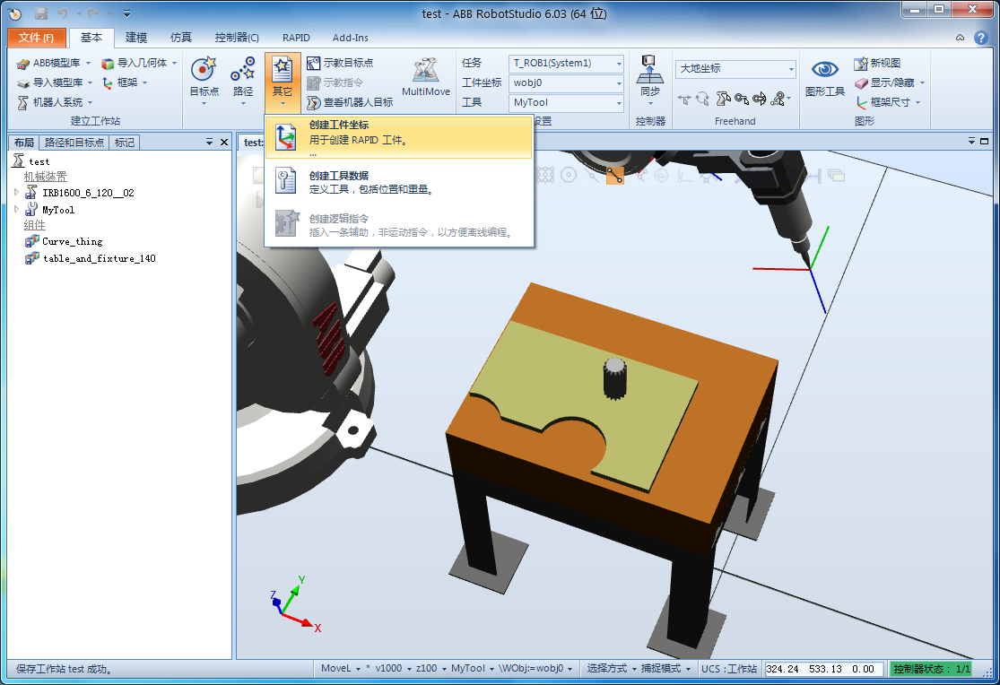 test - ABB RobotStudio 6.03 (64 位)
文件(F) 基本 建模 仿真 控制器(C) RAPID Add-Ins
ABB模型库 导入几何体
导入模型库 框架
机器人系统
建立工作站
目标点 路径 其它
示教目标点
示教指令
查看机器人目标
MultiMove
任务 T_ROB1(System1)
工件坐标 wobj0
工具 MyTool
设置
同步
控制器
大地坐标
Freehand
图形工具
新视图
显示/隐藏
框架尺寸
图形
创建工件坐标
用于创建 RAPID 工件。
...
创建工具数据
定义工具，包括位置和重量。
创建逻辑指令
插入一条辅助，非运动指令，以方便离线编程。
布局 路径和目标点 标记
test:
test
机械装置
IRB1600_6_120__02
MyTool
组件
Curve_thing
table_and_fixture_140
Z Y X
保存工作站 test 成功。
MoveL * v1000 z100 MyTool \WObj:=wobj0 选择方式 捕捉模式 UCS：工作站 324.24 533.13 0.00 控制器状态： 1/1